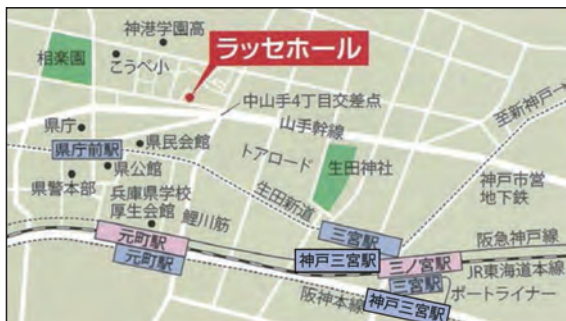 神港学園高
相楽園
こうべ小
ラッセホール
中山手4丁目交差点
県庁
県民会館
山手幹線
至新神戸→
県庁前駅
県公館
トアロード
生田神社
県警本部
兵庫県学校
厚生会館
鯉川筋
生田新道
神戸市営
地下鉄
元町駅
元町駅
三宮駅
神戸三宮駅
三ノ宮駅
阪急神戸線
三宮駅
JR東海道本線
ポートライナー
阪神本線
神戸三宮駅